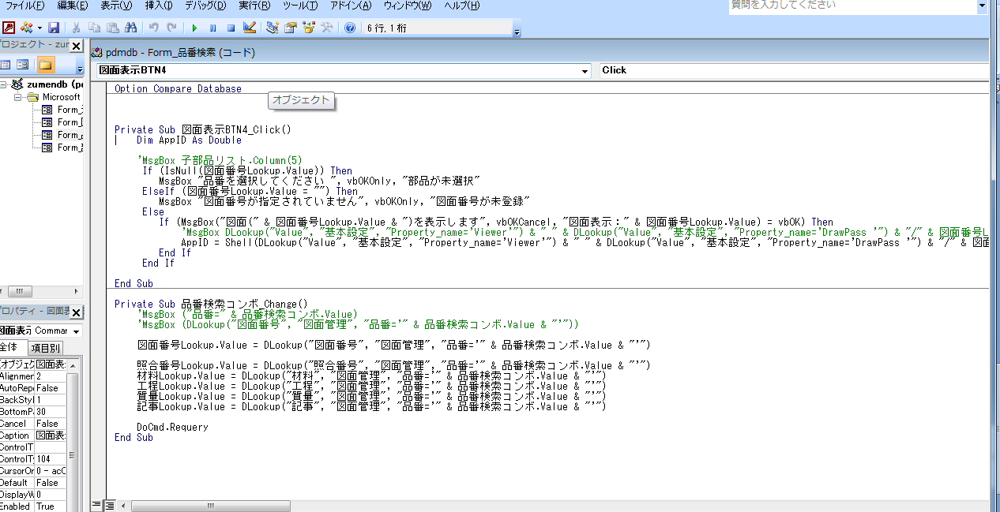 ファイル(F) 編集(E) 表示(V) 挿入(I) デバッグ(D) 実行(R) ツール(T) アドイン(A) ウィンドウ(W) ヘルプ(H)
質問を入力してください
6 行, 1 桁
プロジェクト - zum
pdmdb - Form_品番検索 (コード)
図面表示BTN4
Click
zumendb (pd
Microsoft
Form_
Form_
Form_
Form_
Option Compare Database
オブジェクト
Private Sub 図面表示BTN4_Click()
Dim AppID As Double
'MsgBox 子部品リスト.Column(5)
If (IsNull(図面番号Lookup.Value)) Then
MsgBox "品番を選択してください ", vbOKOnly, "部品が未選択"
ElseIf (図面番号Lookup.Value = "") Then
MsgBox "図面番号が指定されていません", vbOKOnly, "図面番号が未登録"
Else
If (MsgBox("図面(" & 図面番号Lookup.Value & ")を表示します", vbOKCancel, "図面表示：" & 図面番号Lookup.Value) = vbOK) Then
'MsgBox DLookup("Value", "基本設定", "Property_name='Viewer'") & " " & DLookup("Value", "基本設定", "Property_name='DrawPass '") & "/" & 図面番号L
AppID = Shell(DLookup("Value", "基本設定", "Property_name='Viewer'") & " " & DLookup("Value", "基本設定", "Property_name='DrawPass '") & "/" & 図面
End If
End If
End Sub
Private Sub 品番検索コンボ_Change()
'MsgBox ("品番=" & 品番検索コンボ.Value)
'MsgBox (DLookup("図面番号", "図面管理", "品番='" & 品番検索コンボ.Value & "'"))
図面番号Lookup.Value = DLookup("図面番号", "図面管理", "品番='" & 品番検索コンボ.Value & "'")
照合番号Lookup.Value = DLookup("照合番号", "図面管理", "品番='" & 品番検索コンボ.Value & "'")
材料Lookup.Value = DLookup("材料", "図面管理", "品番='" & 品番検索コンボ.Value & "'")
工程Lookup.Value = DLookup("工程", "図面管理", "品番='" & 品番検索コンボ.Value & "'")
質量Lookup.Value = DLookup("質量", "図面管理", "品番='" & 品番検索コンボ.Value & "'")
記事Lookup.Value = DLookup("記事", "図面管理", "品番='" & 品番検索コンボ.Value & "'")
DoCmd.Requery
End Sub
プロパティ - 図面表
図面表示 Commar
全体 項目別
(オブジェク 図面表
Alignmer 2
AutoRep False
BackStyl 1
BottomP 30
Cancel False
Caption 図面表
ControlT
ControlT 104
CursorOr 0 - acC
Default False
DisplayW 0
Enabled True